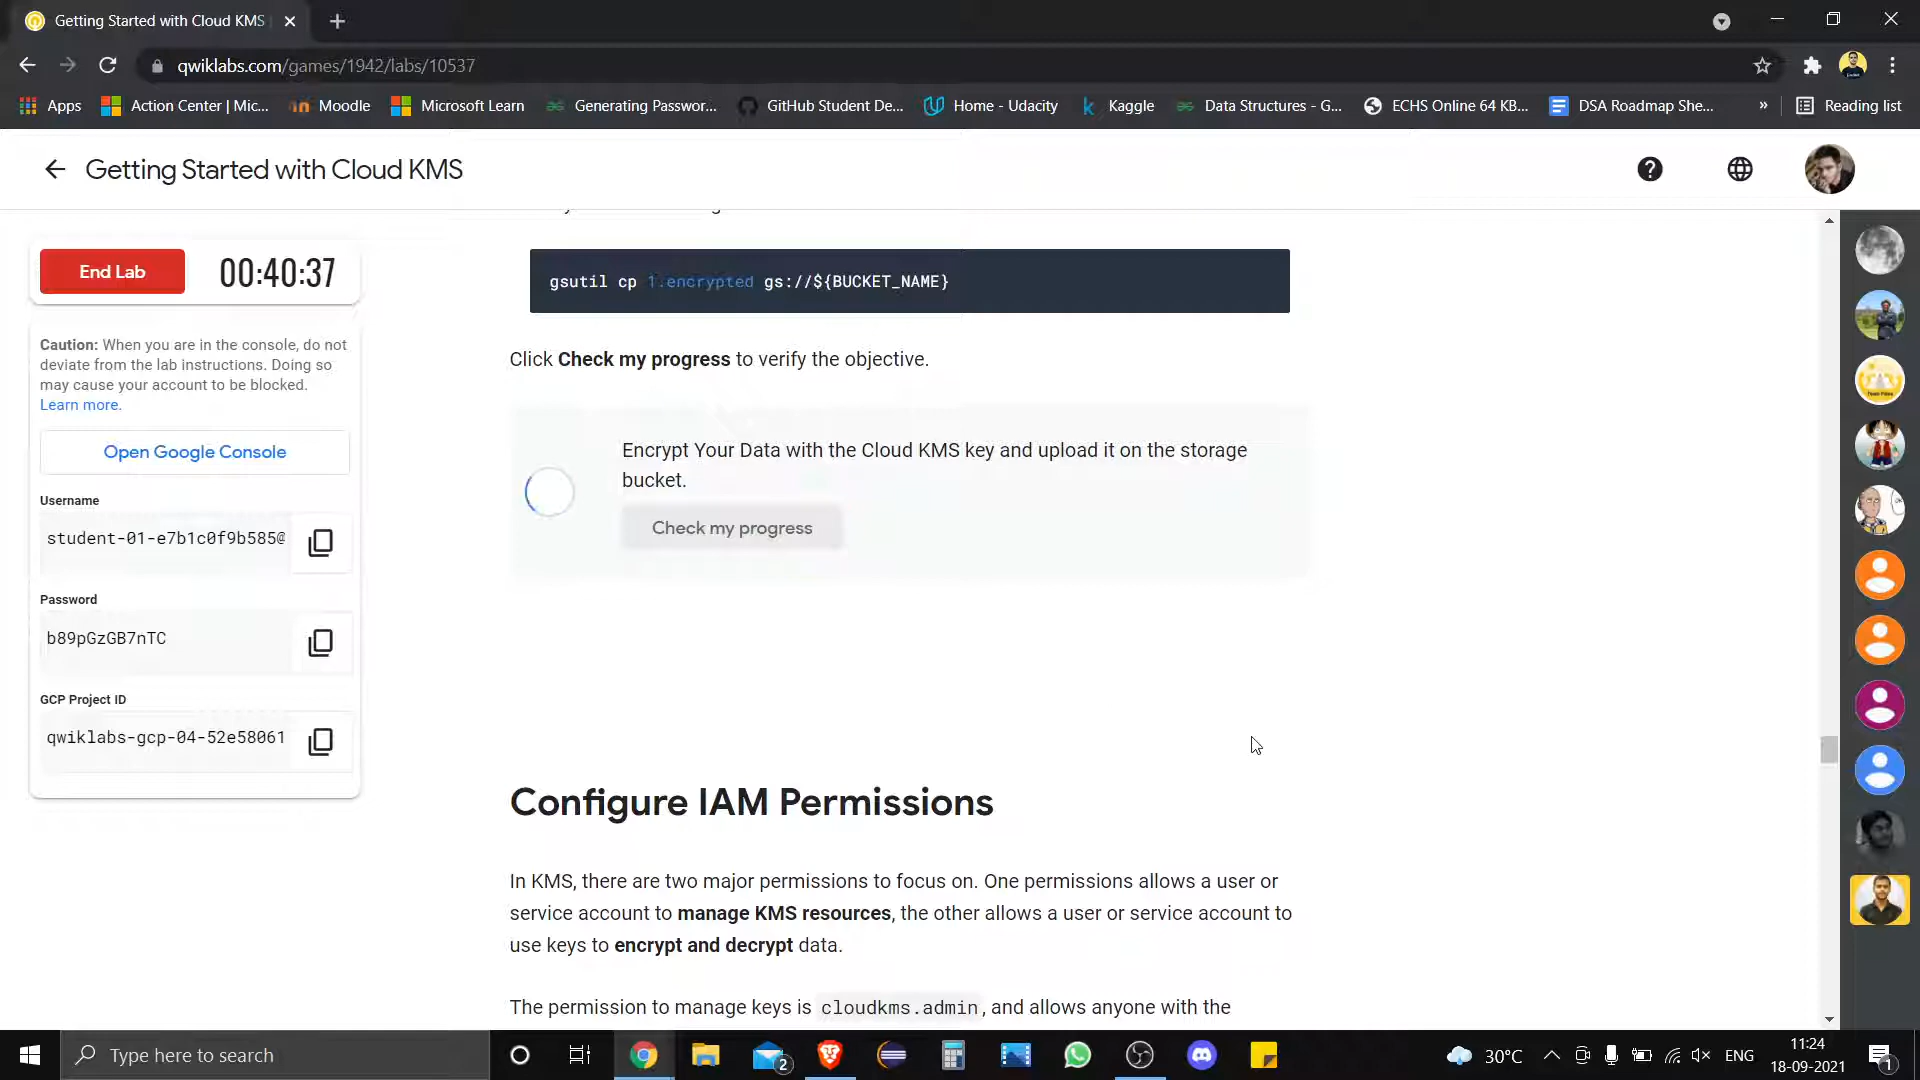 Getting Started with Cloud KMS
qwiklabs.com/games/1942/labs/10537
Apps
Action Center | Mic...
Moodle
Microsoft Learn
Generating Passwor...
GitHub Student De...
Home - Udacity
Kaggle
Data Structures - G...
ECHS Online 64 KB...
DSA Roadmap She...
»
Reading list
Getting Started with Cloud KMS
End Lab
00:40:37
Caution: When you are in the console, do not
deviate from the lab instructions. Doing so
may cause your account to be blocked.
Learn more.
Open Google Console
Username
student-01-e7b1c0f9b585@
Password
b89pGzGB7nTC
GCP Project ID
qwiklabs-gcp-04-52e58061
gsutil cp 1.encrypted gs://${BUCKET_NAME}
Click Check my progress to verify the objective.
Encrypt Your Data with the Cloud KMS key and upload it on the storage
bucket.
Check my progress
Configure IAM Permissions
In KMS, there are two major permissions to focus on. One permissions allows a user or
service account to manage KMS resources, the other allows a user or service account to
use keys to encrypt and decrypt data.
The permission to manage keys is cloudkms.admin, and allows anyone with the
Type here to search
2
30°C
ENG
11:24
18-09-2021
1